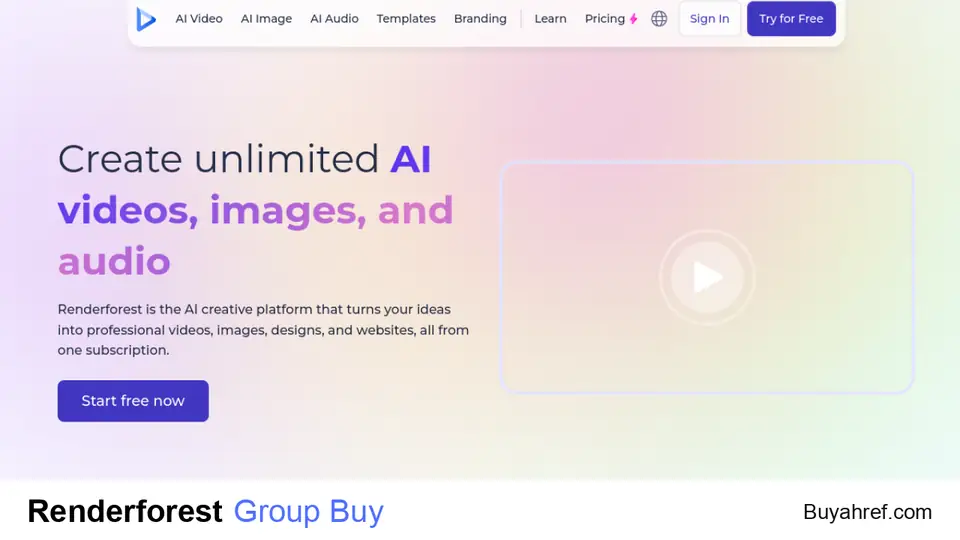 AI Video AI Image AI Audio Templates Branding Learn Pricing Sign In Try for Free
Create unlimited AI
videos, images, and
audio
Renderforest is the AI creative platform that turns your ideas
into professional videos, images, designs, and websites, all from
one subscription.
Start free now
Renderforest Group Buy
Buyahref.com